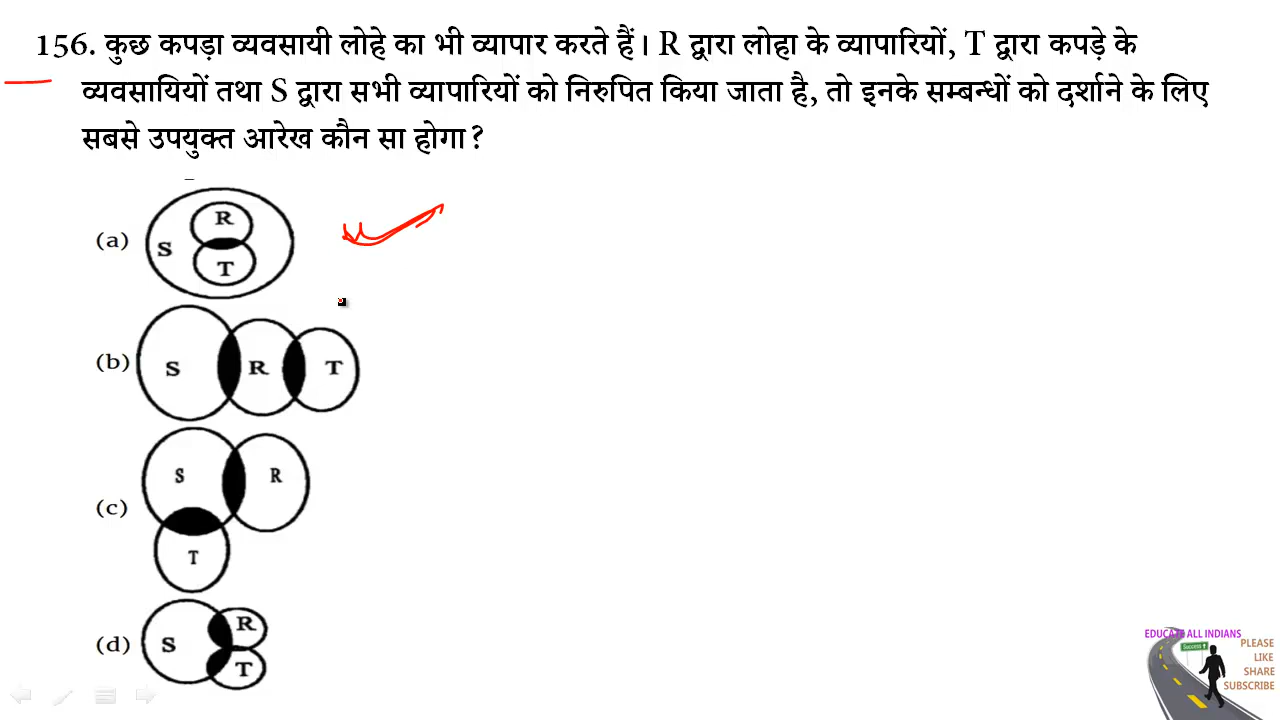 156. कुछ कपड़ा व्यवसायी लोहे का भी व्यापार करते हैं। R द्वारा लोहा के व्यापारियों, T द्वारा कपड़े के
व्यवसायियों तथा S द्वारा सभी व्यापारियों को निरुपित किया जाता है, तो इनके सम्बन्धों को दर्शाने के लिए
सबसे उपयुक्त आरेख कौन सा होगा?
(a) S R T
(b) S R T
(c) S R T
(d) S R T
EDUCATE ALL INDIANS
Success
PLEASE
LIKE
SHARE
SUBSCRIBE